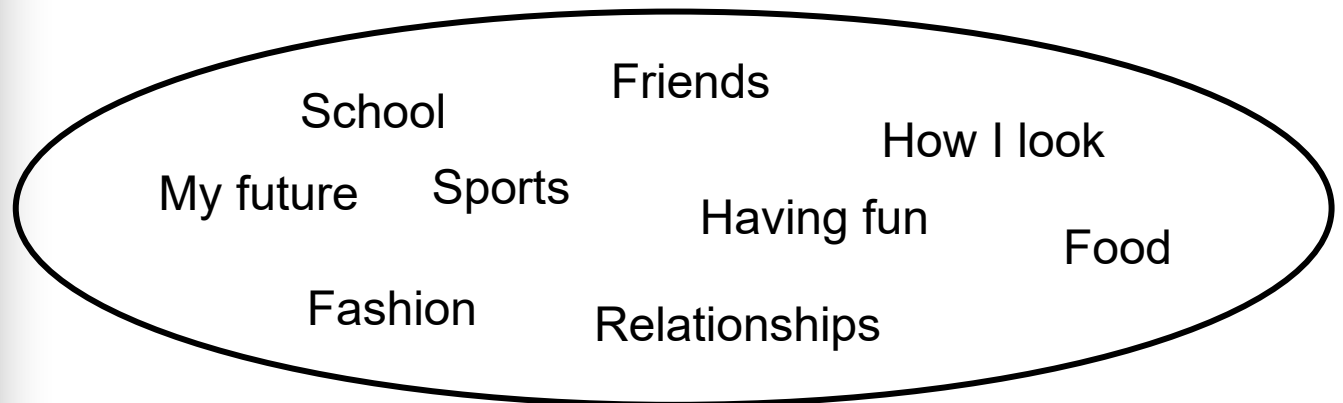 Friends
School
How I look
My future
Sports
Having fun
Food
Fashion
Relationships